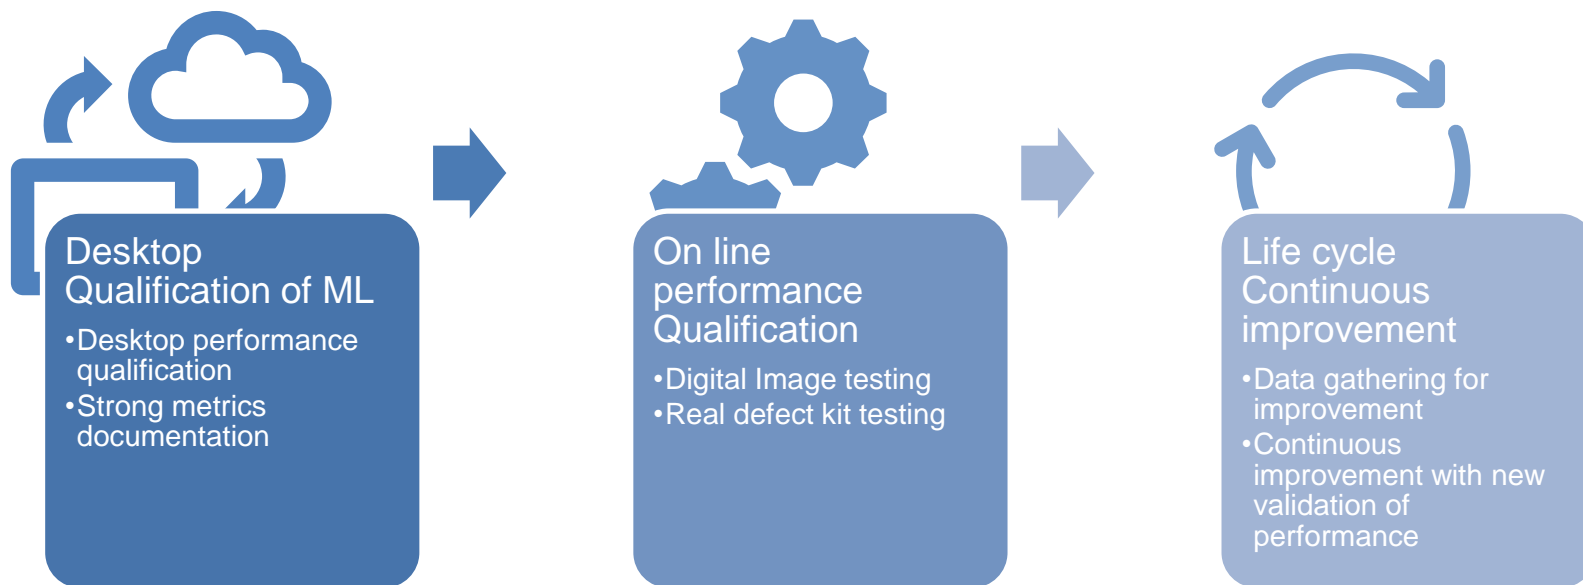 Desktop
Qualification of ML
•Desktop performance
qualification
•Strong metrics
documentation
On line
performance
Qualification
•Digital Image testing
•Real defect kit testing
Life cycle
Continuous
improvement
•Data gathering for
improvement
•Continuous
improvement with new
validation of
performance